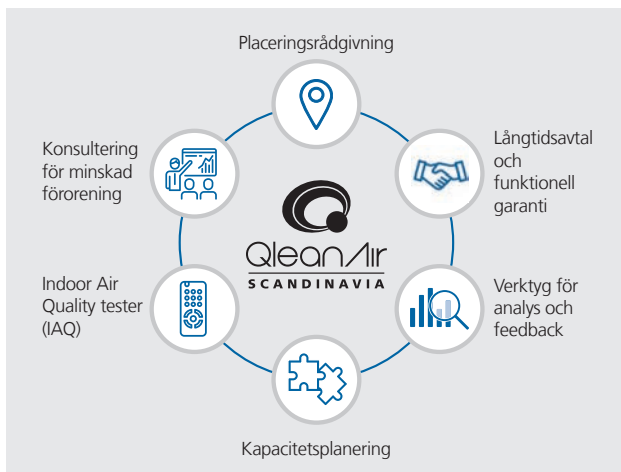 Placeringsrådgivning
Långtidsavtal
och
funktionell
garanti
Verktyg för
analys och
feedback
Kapacitetsplanering
Indoor Air
Quality tester
(IAQ)
Konsultering
för minskad
förorening
QleanAir
SCANDINAVIA